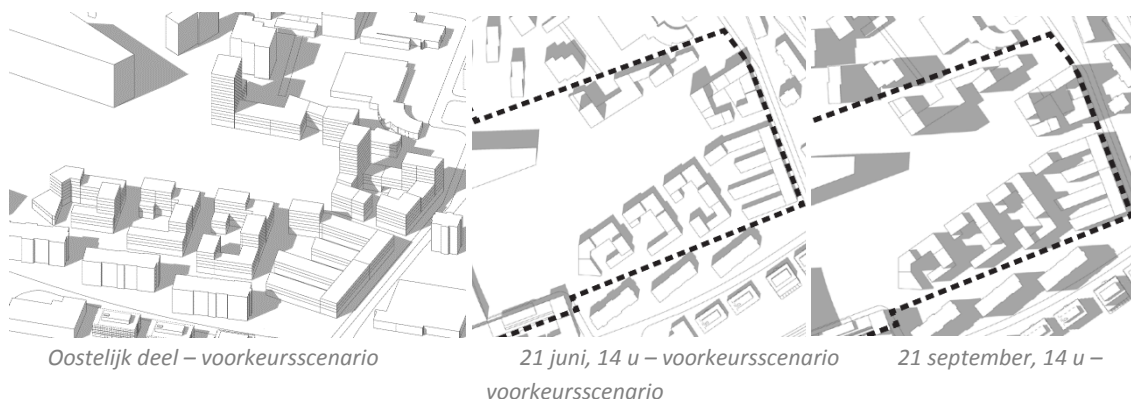 Oostelijk deel – voorkeursscenario 21 juni, 14 u – voorkeursscenario 21 september, 14 u –
voorkeursscenario